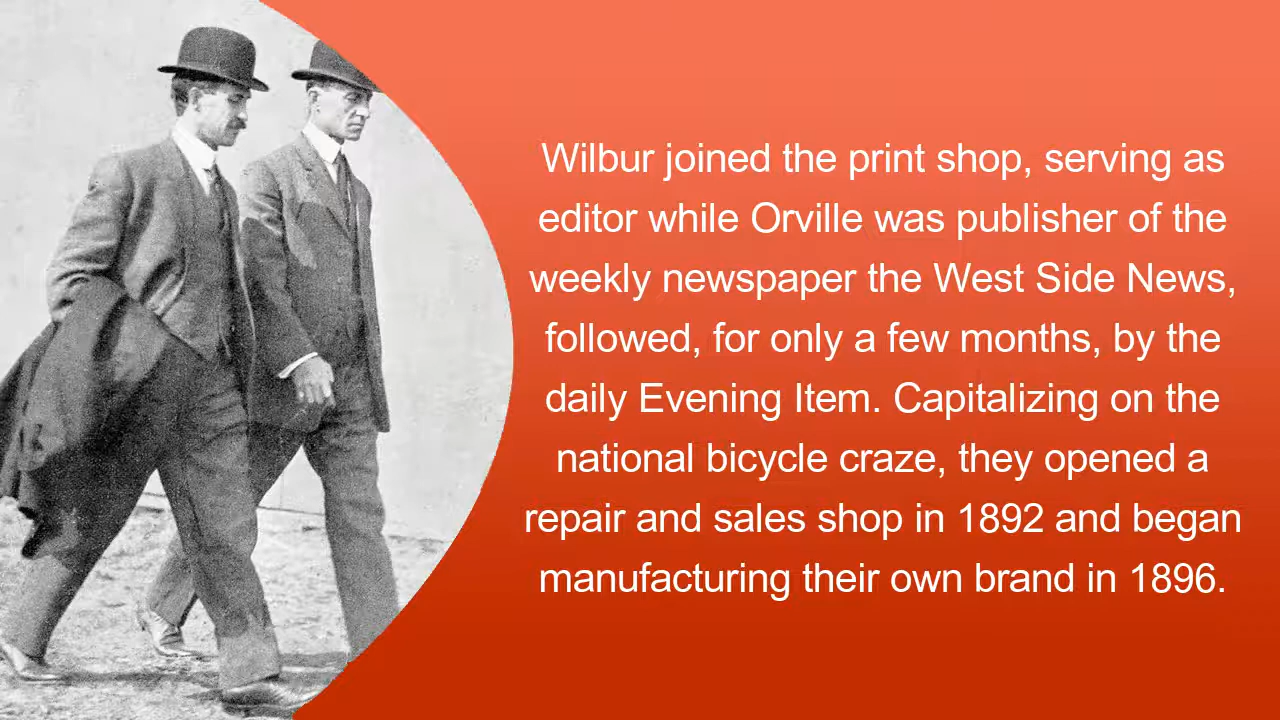 Wilbur joined the print shop, serving as
editor while Orville was publisher of the
weekly newspaper the West Side News,
followed, for only a few months, by the
daily Evening Item. Capitalizing on the
national bicycle craze, they opened a
repair and sales shop in 1892 and began
manufacturing their own brand in 1896.